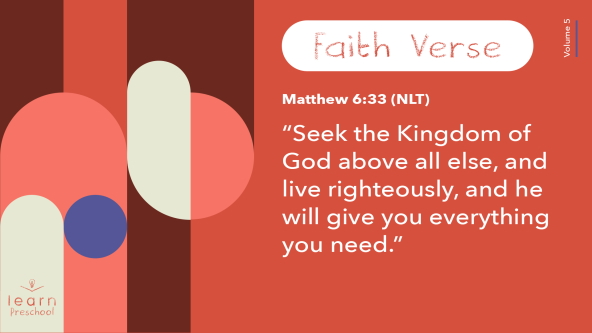 Faith Verse
Volume 5
Matthew 6:33 (NLT)
“Seek the Kingdom of
God above all else, and
live righteously, and he
will give you everything
you need.”
learn
Preschool